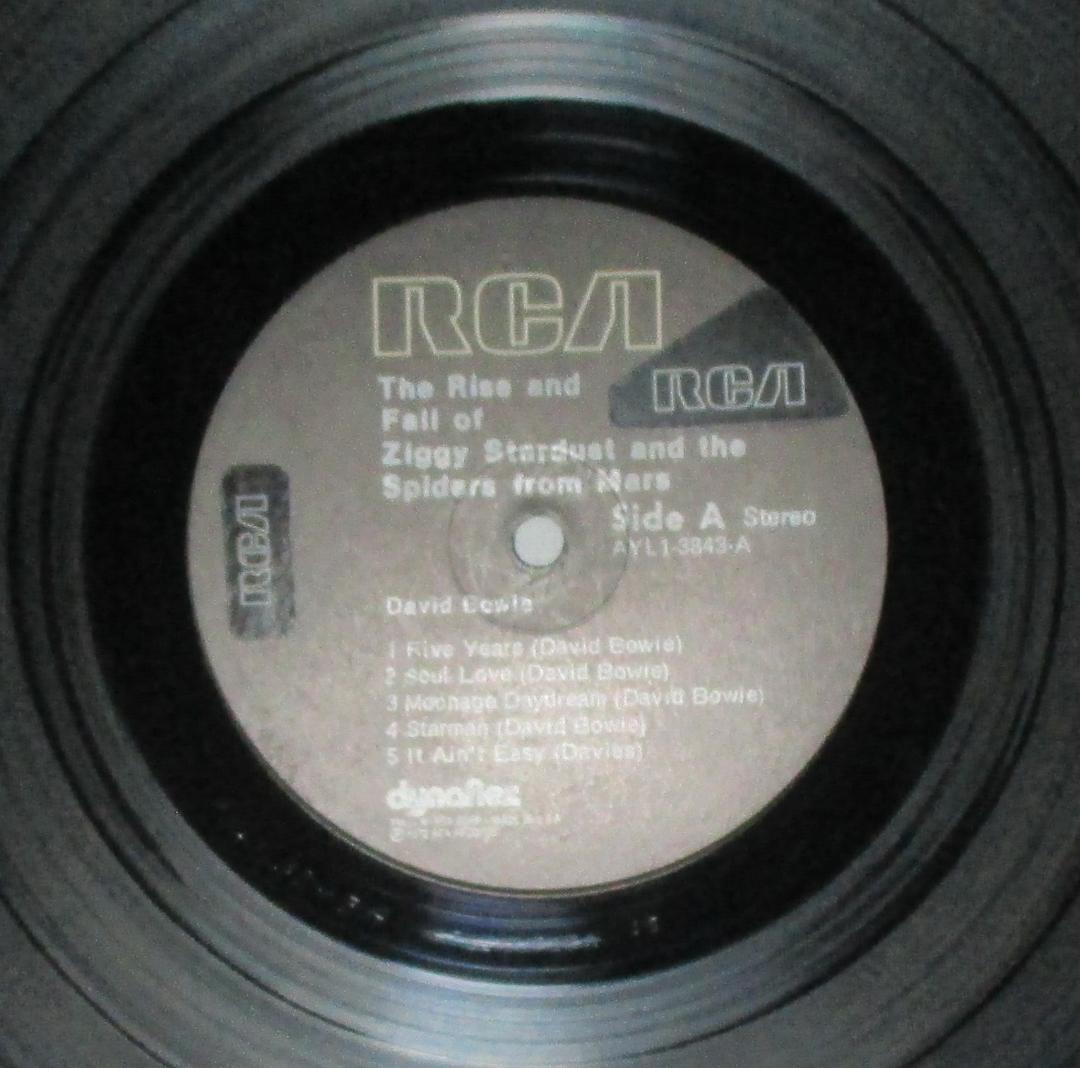 RCA
RCA
The Rise and
Fall of
Ziggy Stardust and the
Spiders from Mars
Side A Stereo
AYL1-3843-A
RCA
David Bowie
1 Five Years (David Bowie)
2 Soul Love (David Bowie)
3 Moonage Daydream (David Bowie)
4 Starman (David Bowie)
5 It Ain't Easy (Davies)
dynaflex